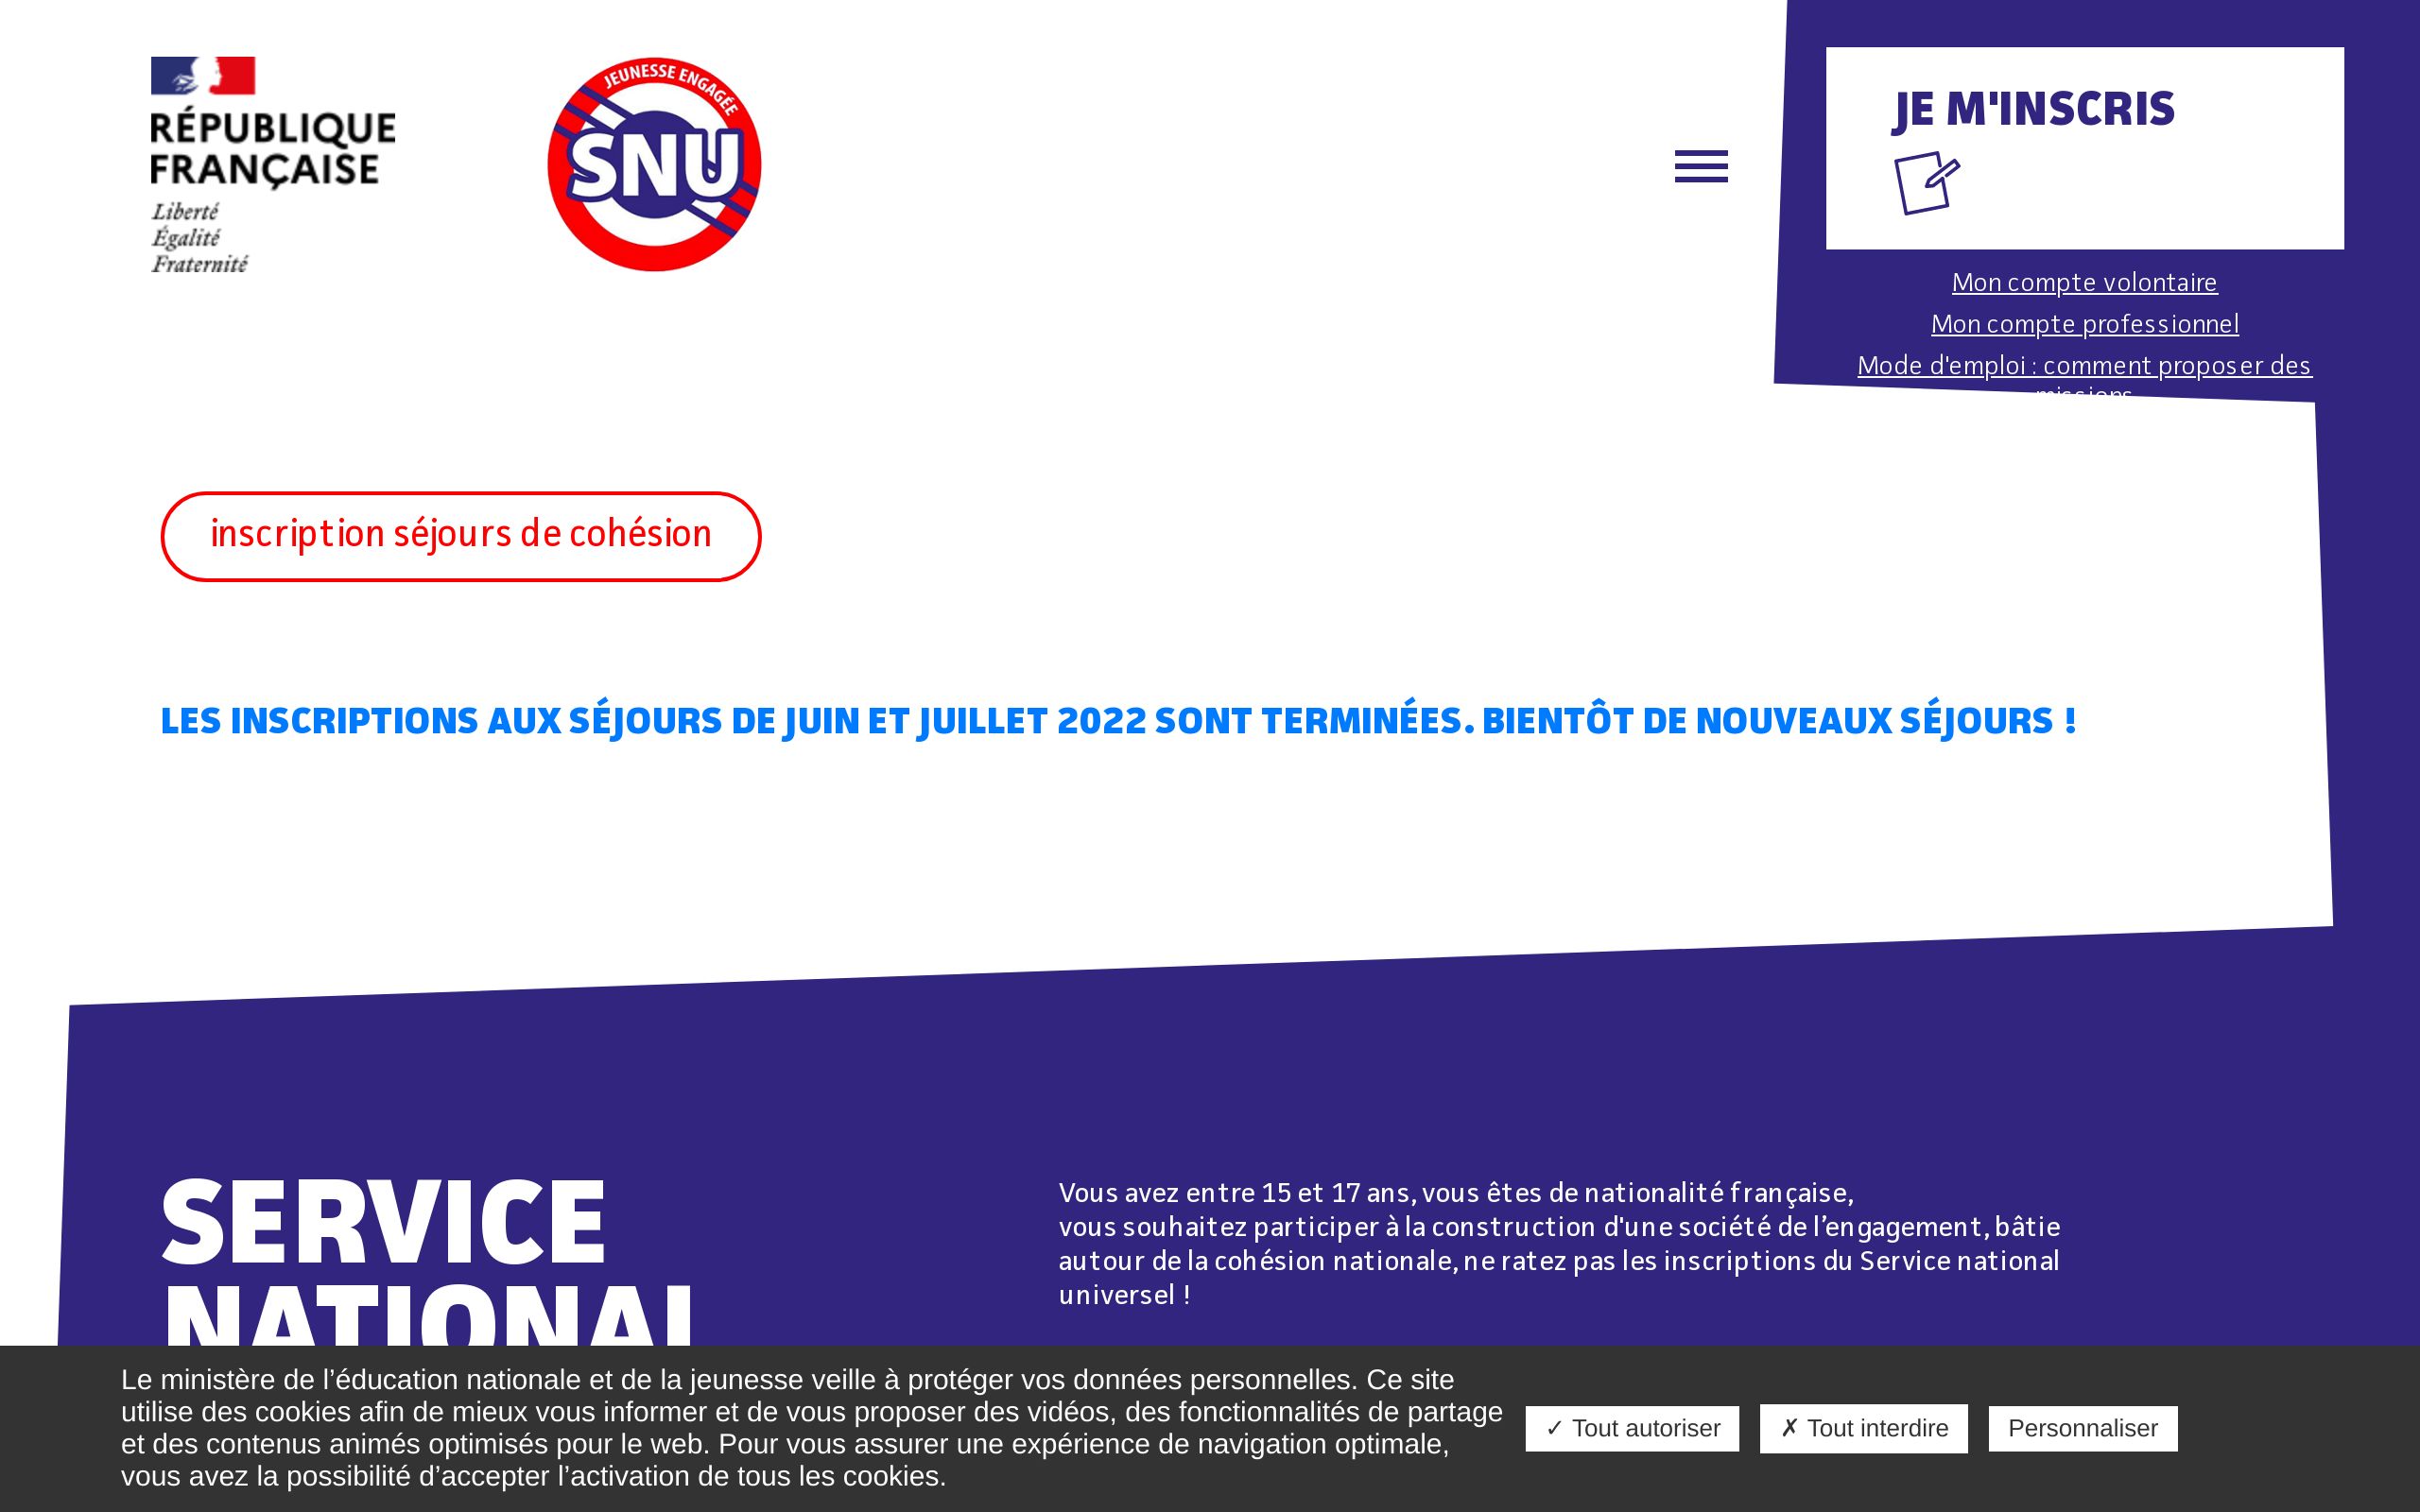 RÉPUBLIQUE
FRANÇAISE
Liberté
Égalité
Fraternité
JEUNESSE ENGAGÉE
SNU
JE M'INSCRIS
Mon compte volontaire
Mon compte professionnel
Mode d'emploi : comment proposer des
missions
inscription séjours de cohésion
LES INSCRIPTIONS AUX SÉJOURS DE JUIN ET JUILLET 2022 SONT TERMINÉES. BIENTÔT DE NOUVEAUX SÉJOURS !
SERVICE
NATIONAL
Vous avez entre 15 et 17 ans, vous êtes de nationalité française,
vous souhaitez participer à la construction d'une société de l’engagement, bâtie
autour de la cohésion nationale, ne ratez pas les inscriptions du Service national
universel !
Le ministère de l’éducation nationale et de la jeunesse veille à protéger vos données personnelles. Ce site
utilise des cookies afin de mieux vous informer et de vous proposer des vidéos, des fonctionnalités de partage
et des contenus animés optimisés pour le web. Pour vous assurer une expérience de navigation optimale,
vous avez la possibilité d’accepter l’activation de tous les cookies.
✓ Tout autoriser
✗ Tout interdire
Personnaliser